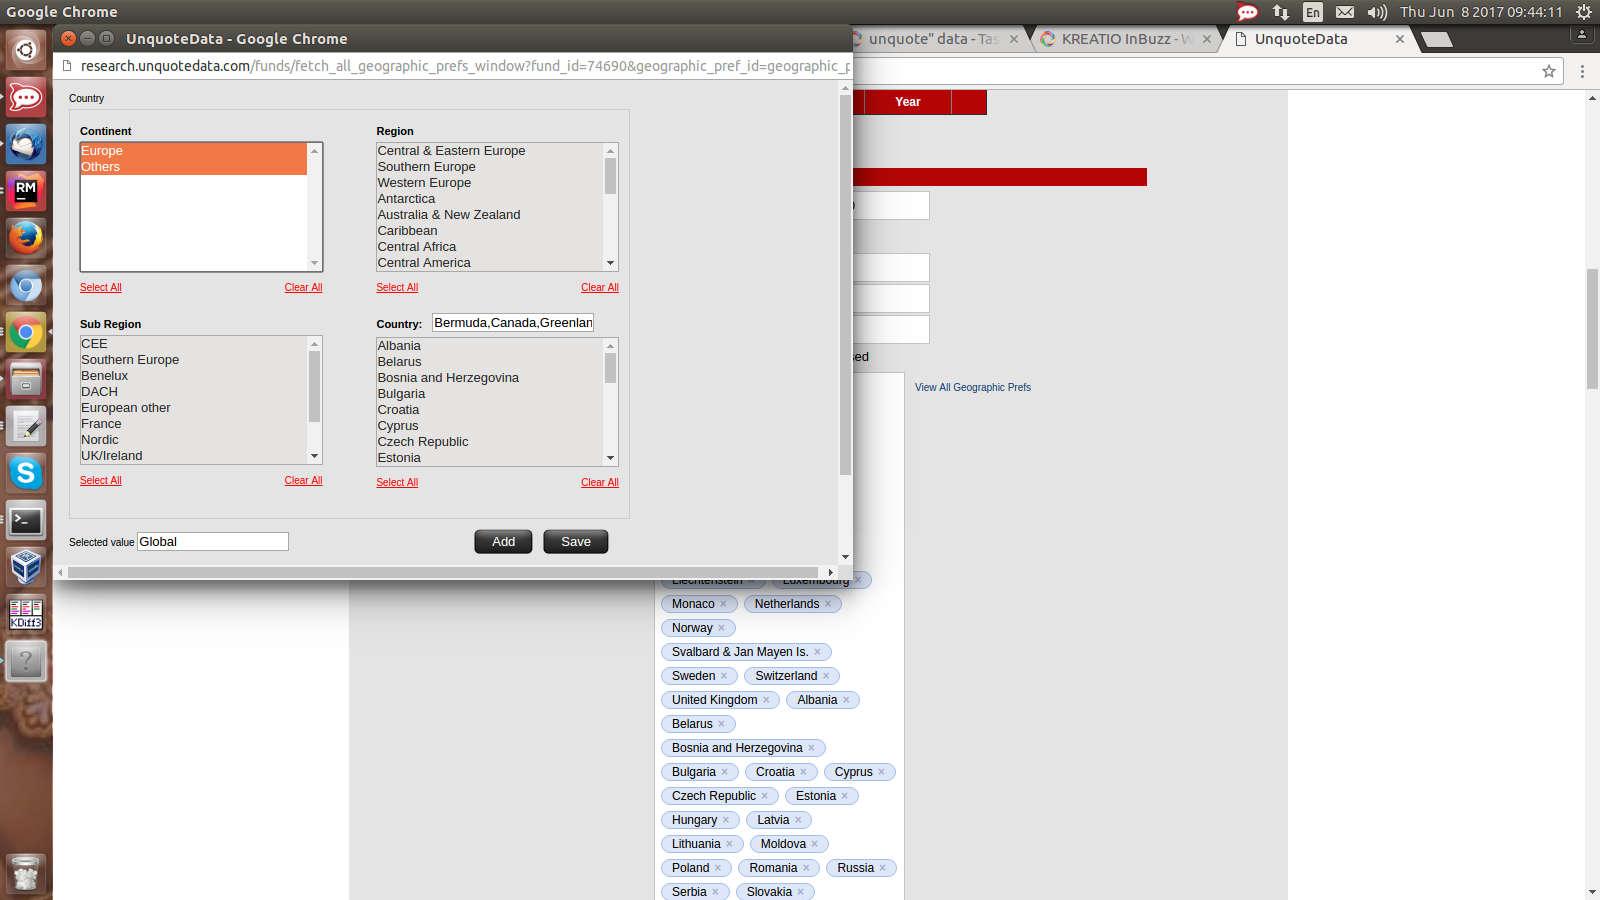 Google Chrome
En
Thu Jun 8 2017 09:44:11
UnquoteData - Google Chrome
unquote" data - Tas
KREATIO InBuzz - W
UnquoteData
research.unquotedata.com/funds/fetch_all_geographic_prefs_window?fund_id=74690&geographic_pref_id=geographic_p
Year
Country
Continent
Europe
Others
Select All
Clear All
Region
Central & Eastern Europe
Southern Europe
Western Europe
Antarctica
Australia & New Zealand
Caribbean
Central Africa
Central America
Select All
Clear All
Sub Region
CEE
Southern Europe
Benelux
DACH
European other
France
Nordic
UK/Ireland
Select All
Clear All
Country: Bermuda,Canada,Greenlan
Albania
Belarus
Bosnia and Herzegovina
Bulgaria
Croatia
Cyprus
Czech Republic
Estonia
Select All
Clear All
Selected value Global
Add
Save
sed
View All Geographic Prefs
Liechtenstein × Luxembourg ×
Monaco × Netherlands ×
Norway ×
Svalbard & Jan Mayen Is. ×
Sweden × Switzerland ×
United Kingdom × Albania ×
Belarus ×
Bosnia and Herzegovina ×
Bulgaria × Croatia × Cyprus ×
Czech Republic × Estonia ×
Hungary × Latvia ×
Lithuania × Moldova ×
Poland × Romania × Russia ×
Serbia × Slovakia ×
RM
KDiff3